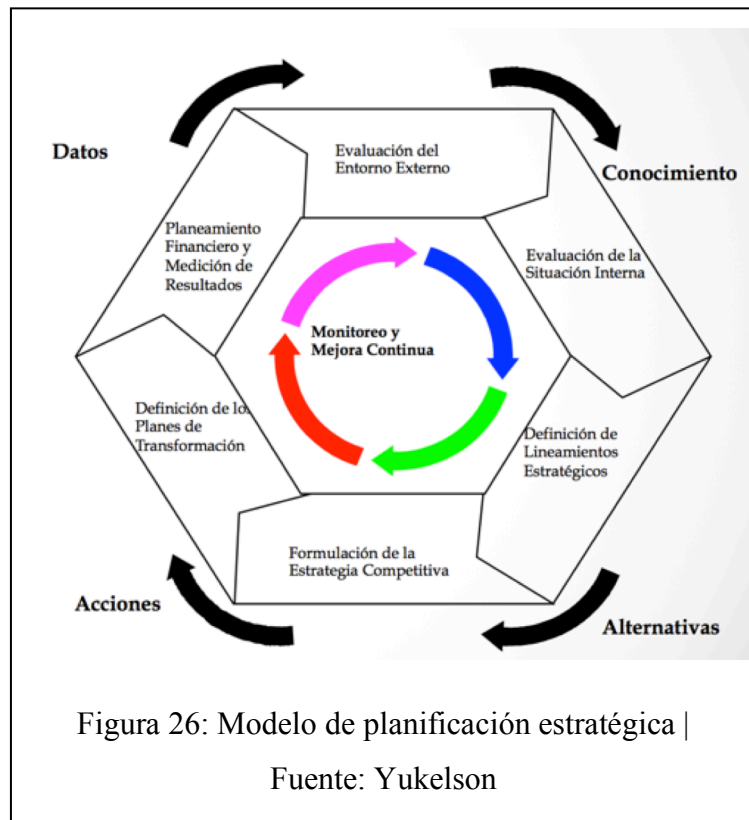 Datos
Evaluación del
Entorno Externo
Conocimiento
Planeamiento
Financiero y
Medición de
Resultados
Evaluación de la
Situación Interna
Monitoreo y
Mejora Continua
Definición de los
Planes de
Transformación
Definición de
Lineamientos
Estratégicos
Formulación de la
Estrategia Competitiva
Acciones
Alternativas
Figura 26: Modelo de planificación estratégica |
Fuente: Yukelson